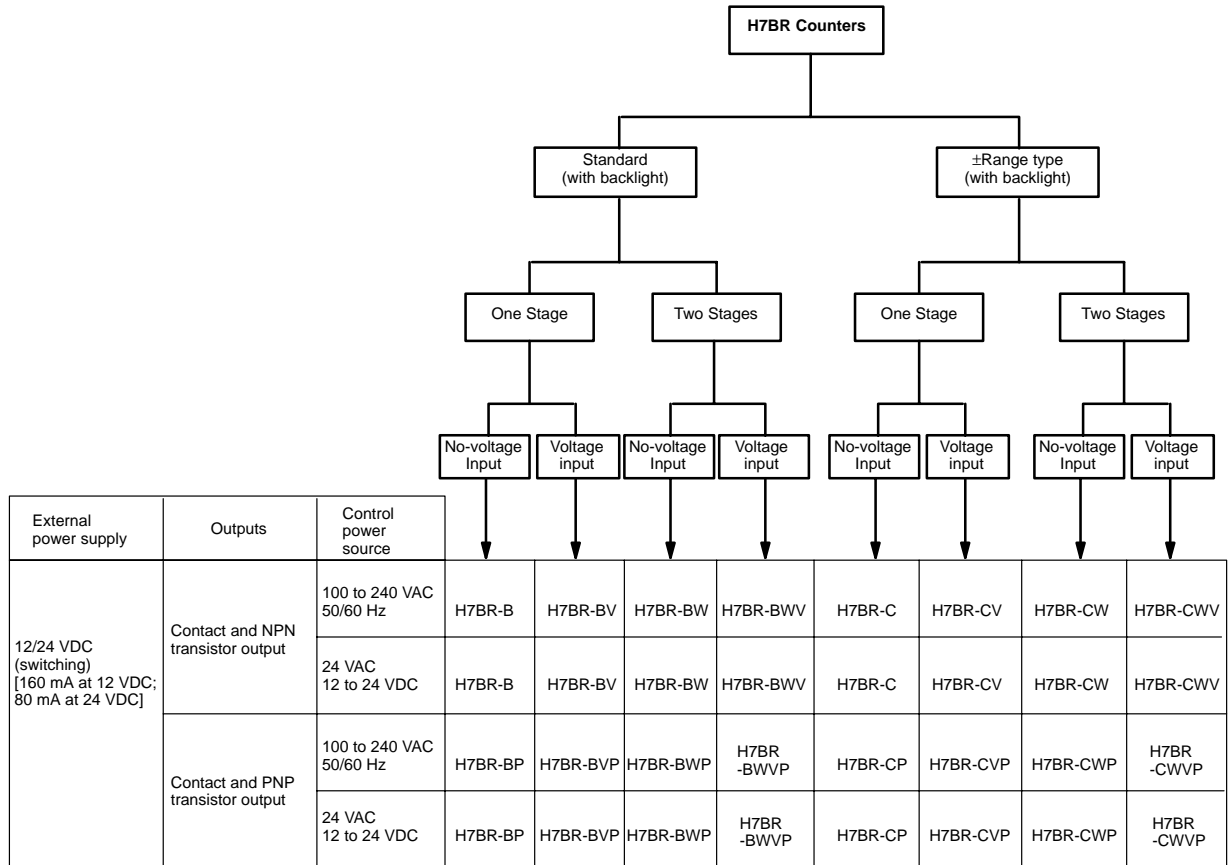 H7BR Counters
Standard
(with backlight)
±Range type
(with backlight)
One Stage
Two Stages
One Stage
Two Stages
No-voltage
Input
Voltage
input
No-voltage
Input
Voltage
input
No-voltage
Input
Voltage
input
No-voltage
Input
Voltage
input
External
power supply
Outputs
Control
power
source
12/24 VDC
(switching)
[160 mA at 12 VDC;
80 mA at 24 VDC]
Contact and NPN
transistor output
100 to 240 VAC
50/60 Hz
H7BR-B
H7BR-BV
H7BR-BW
H7BR-BWV
H7BR-C
H7BR-CV
H7BR-CW
H7BR-CWV
24 VAC
12 to 24 VDC
H7BR-B
H7BR-BV
H7BR-BW
H7BR-BWV
H7BR-C
H7BR-CV
H7BR-CW
H7BR-CWV
Contact and PNP
transistor output
100 to 240 VAC
50/60 Hz
H7BR-BP
H7BR-BVP
H7BR-BWP
H7BR
-BWVP
H7BR-CP
H7BR-CVP
H7BR-CWP
H7BR
-CWVP
24 VAC
12 to 24 VDC
H7BR-BP
H7BR-BVP
H7BR-BWP
H7BR
-BWVP
H7BR-CP
H7BR-CVP
H7BR-CWP
H7BR
-CWVP